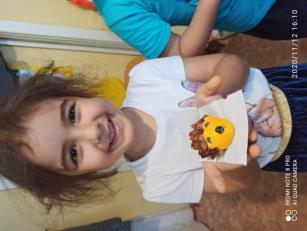 2020/11/12 16:10
REDMI NOTE 8 PRO
AI QUAD CAMERA